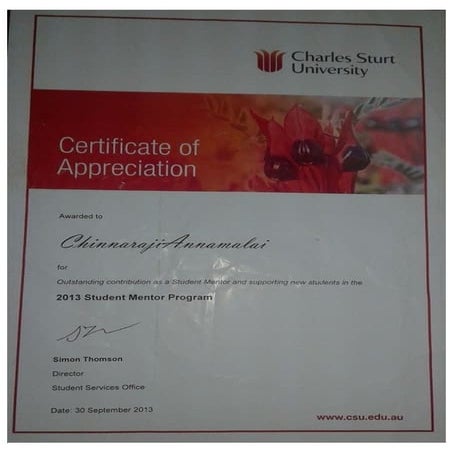 Charles Sturt
University
Certificate of
Appreciation
Awarded to
Chinnaraji Annamalai
for
Outstanding contribution as a Student Mentor and supporting new students in the
2013 Student Mentor Program
Simon Thomson
Director
Student Services Office
Date: 30 September 2013
www.csu.edu.au